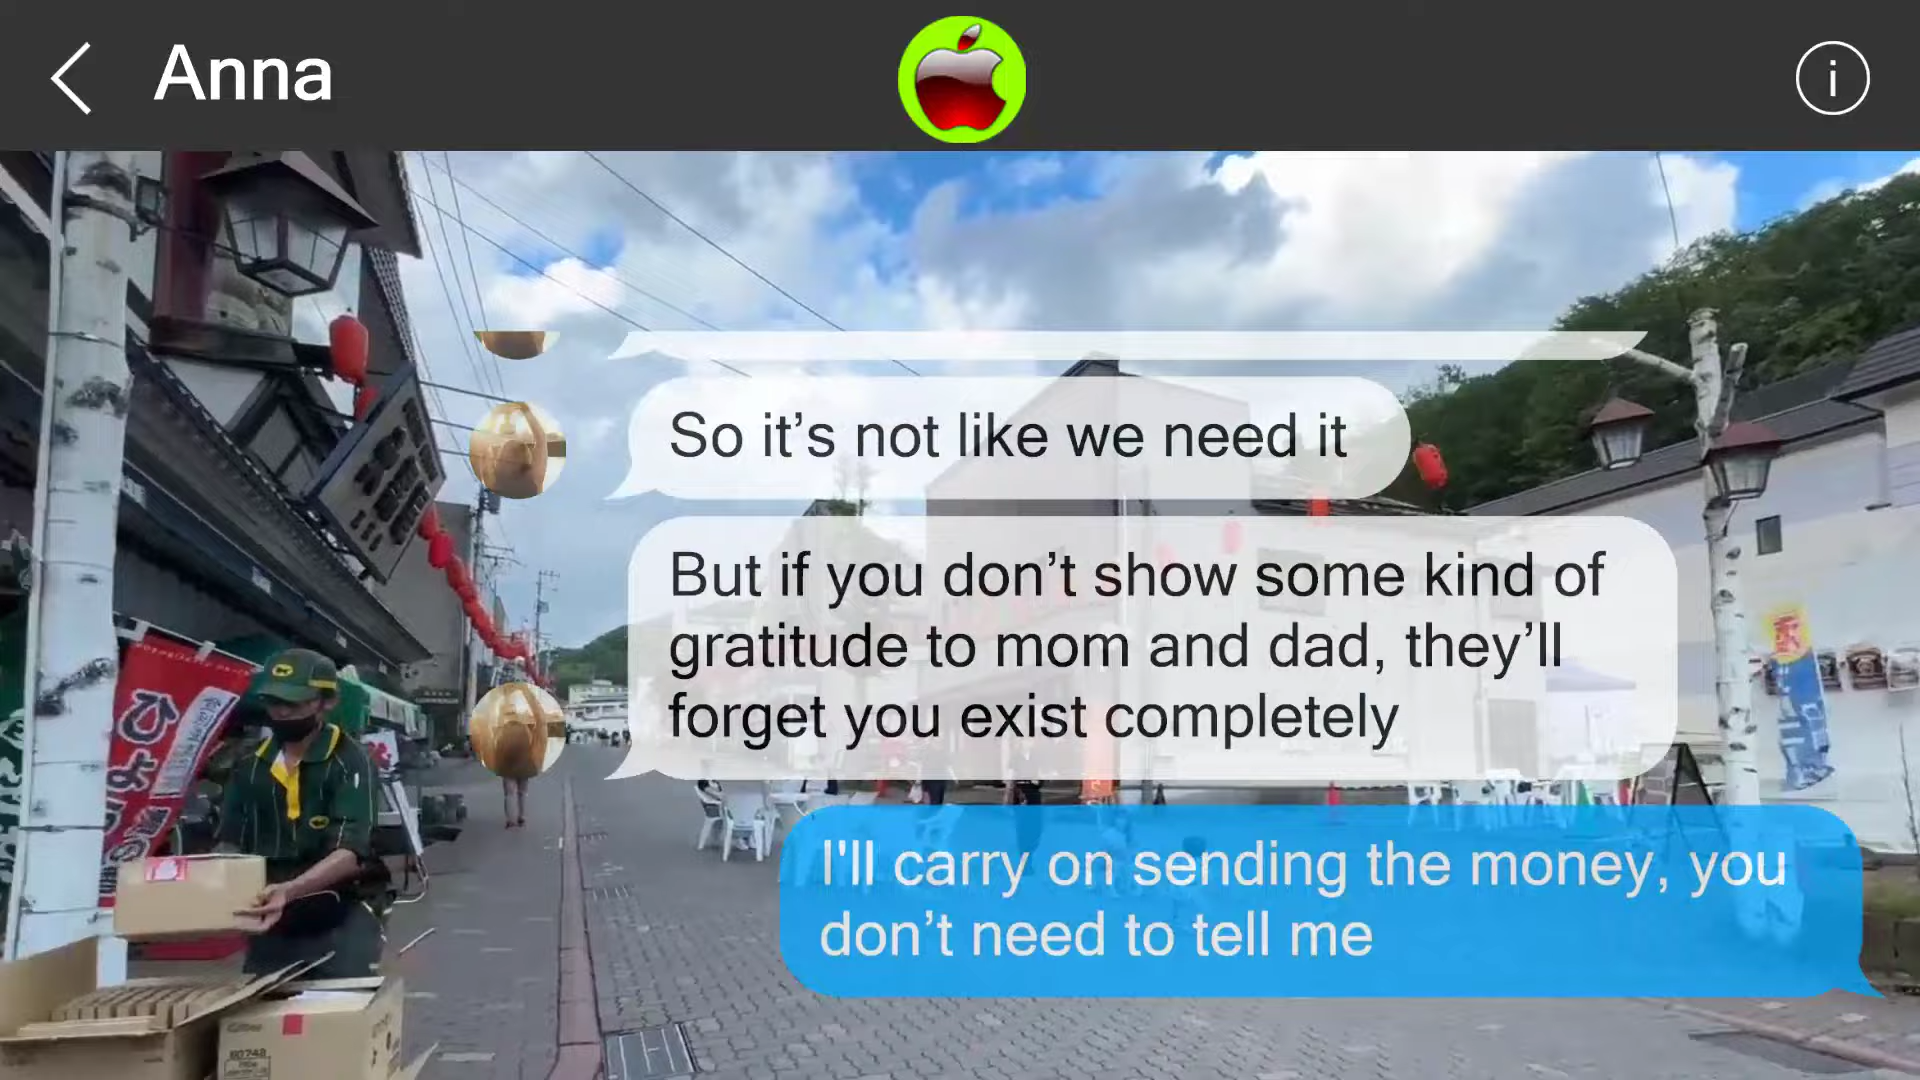 Anna
So it’s not like we need it
But if you don’t show some kind of
gratitude to mom and dad, they’ll
forget you exist completely
I'll carry on sending the money, you
don’t need to tell me